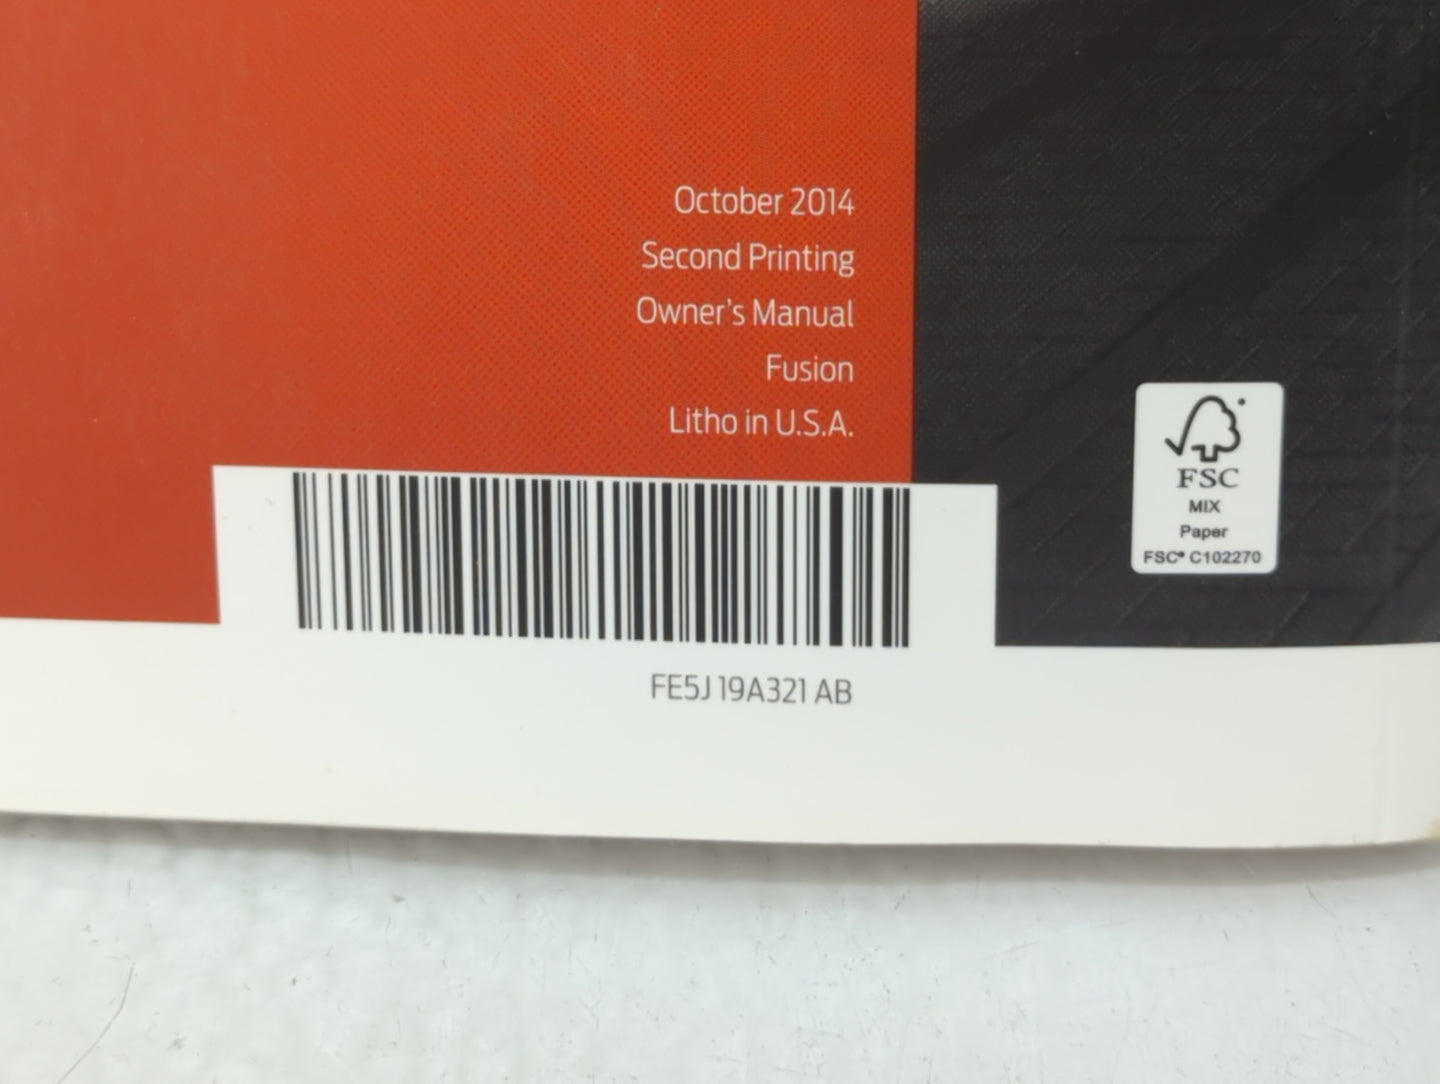 October 2014
Second Printing
Owner's Manual
Fusion
Litho in U.S.A.
FE5J 19A321 AB
FSC
MIX
Paper
FSC® C102270